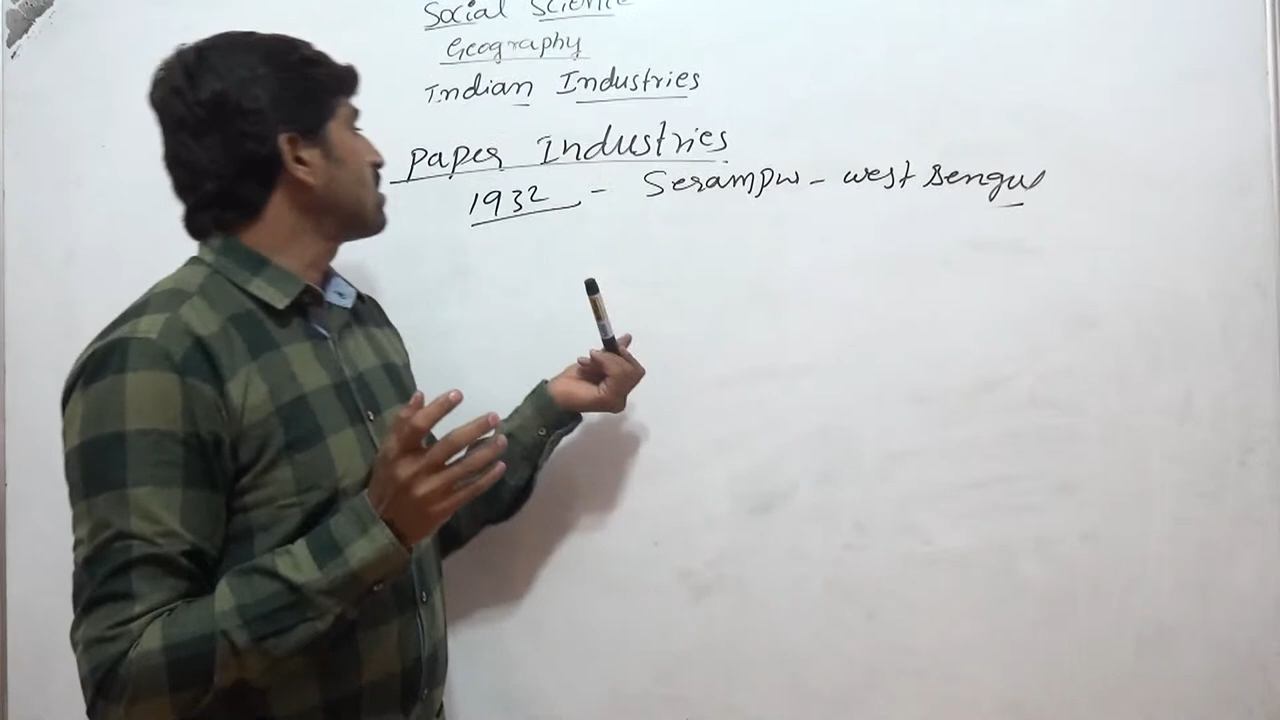 Social Science
Geography
Indian Industries
Paper Industries
1932 - Serampur - west Bengal